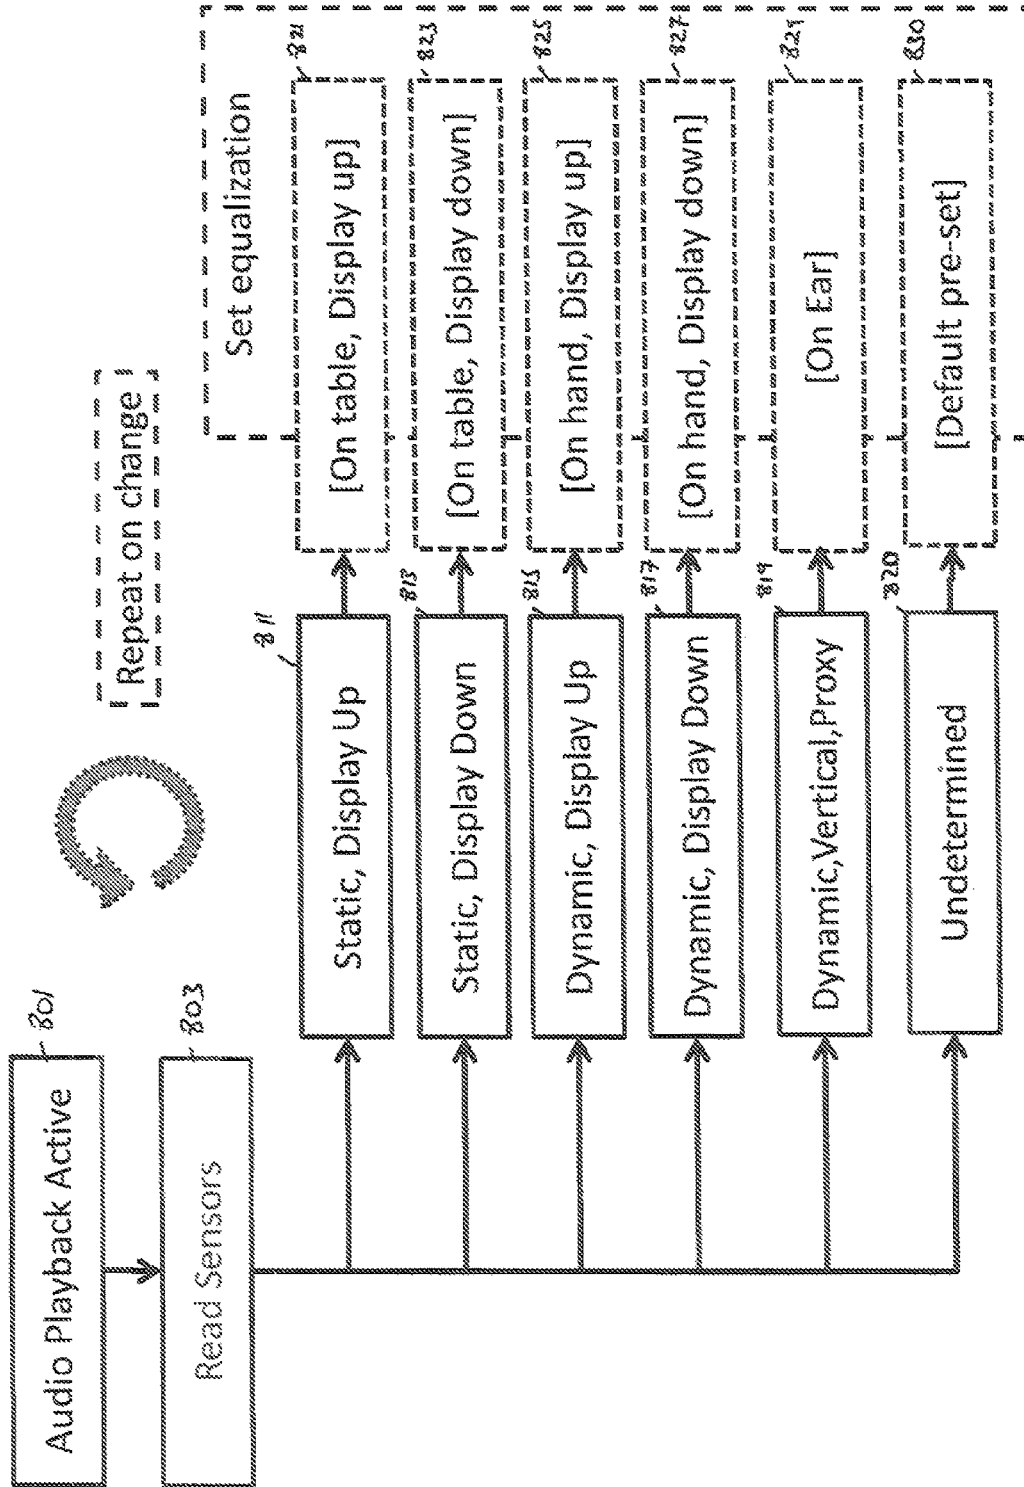 Audio Playback Active
801
Read Sensors
803
[Repeat on change]
Set equalization
Static, Display Up
811
[On table, Display up]
821
Static, Display Down
813
[On table, Display down]
823
Dynamic, Display Up
815
[On hand, Display up]
825
Dynamic, Display Down
817
[On hand, Display down]
827
Dynamic,Vertical,Proxy
819
[On Ear]
829
Undetermined
820
[Default pre-set]
830